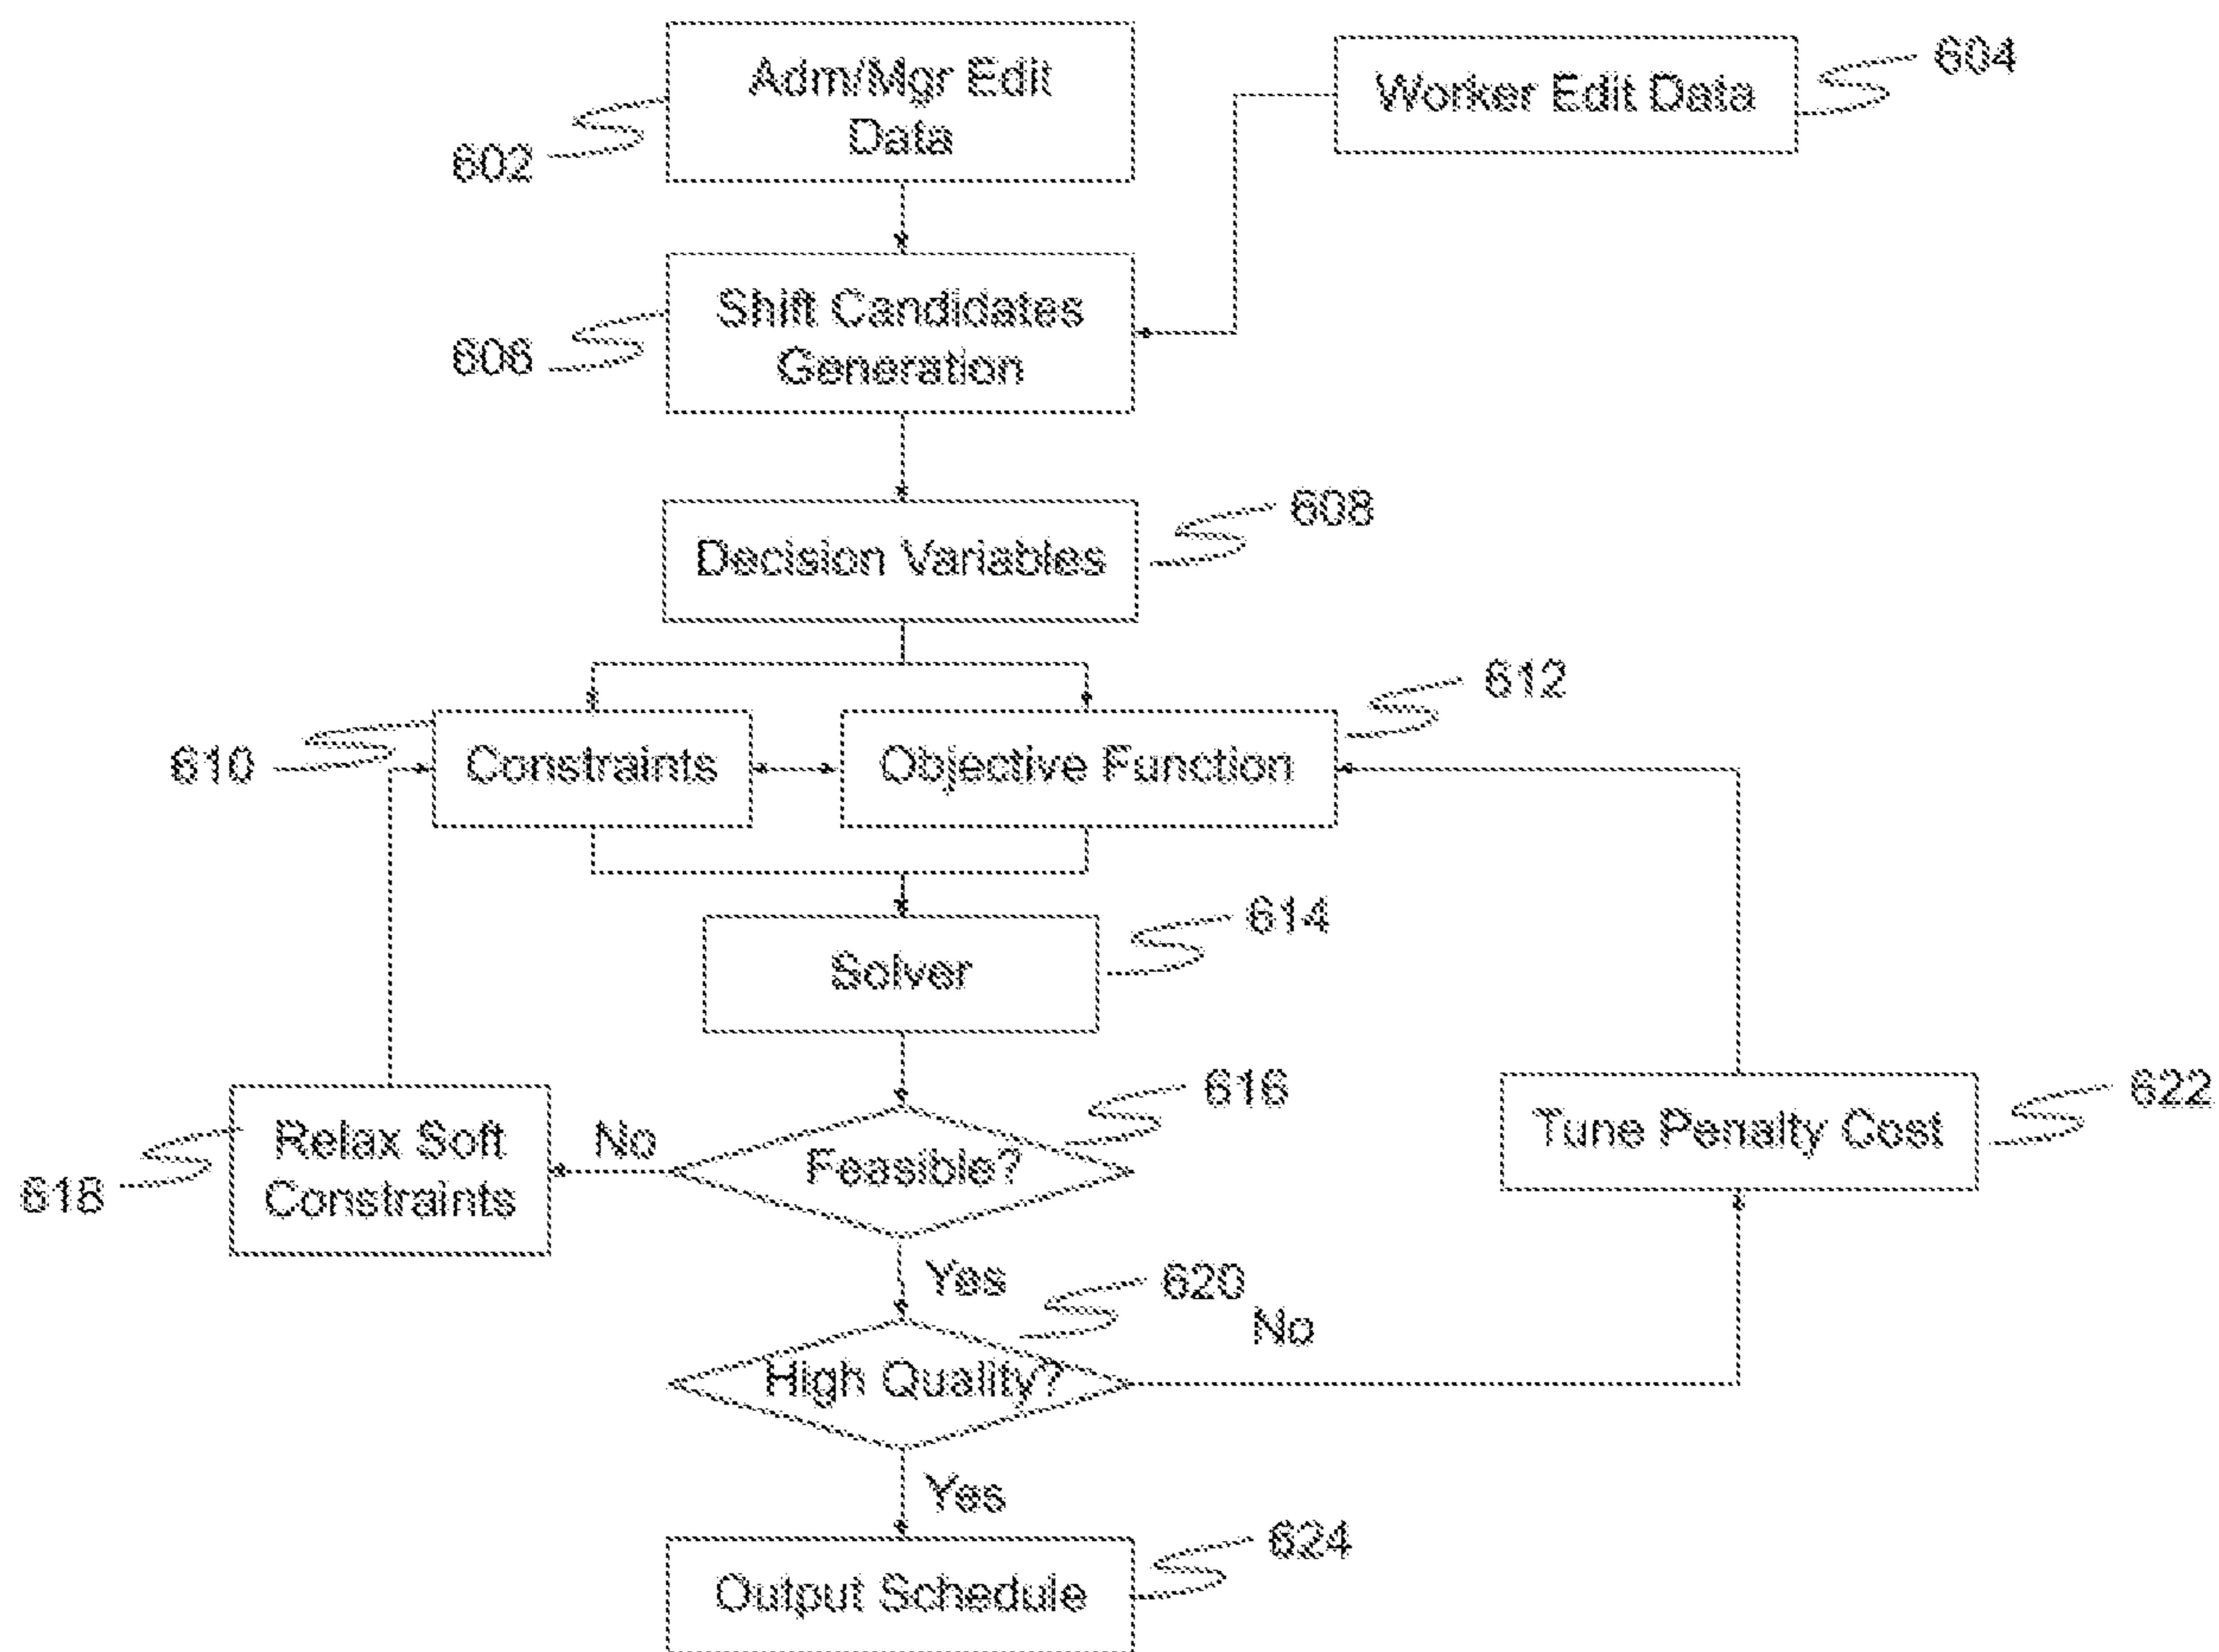 Adm/Mgr Edit
Data
602
Worker Edit Data
604
Shift Candidates
Generation
606
Decision Variables
608
610
Constraints
Objective Function
612
Solver
614
Relax Soft
Constraints
618
No
Feasible?
616
Tune Penalty Cost
622
Yes
620
No
High Quality?
Yes
Output Schedule
624